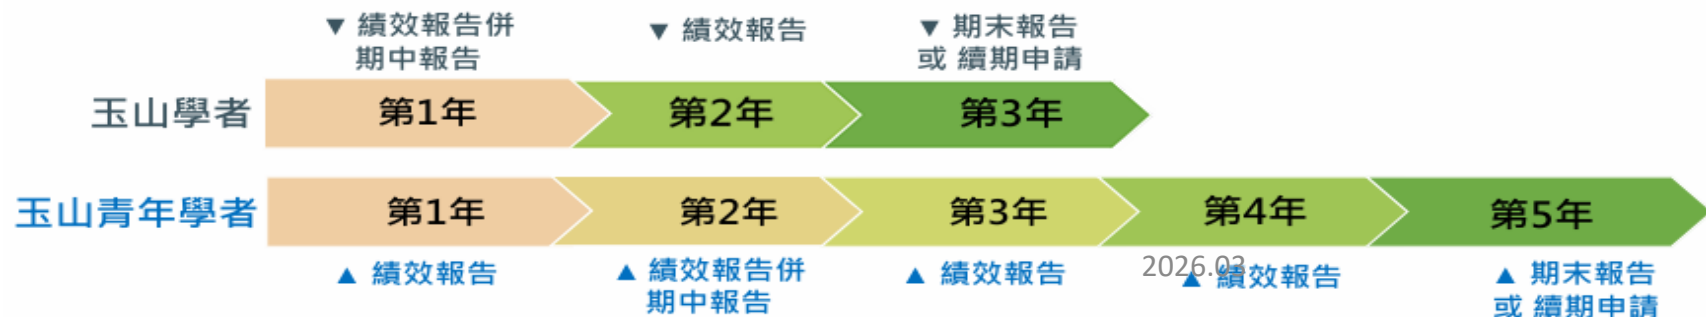 ▼ 績效報告併
期中報告
▼ 績效報告
▼ 期末報告
或 續期申請
玉山學者
第1年
第2年
第3年
玉山青年學者
第1年
第2年
第3年
第4年
第5年
▲ 績效報告
▲ 績效報告併
期中報告
▲ 績效報告
2026.03
▲ 績效報告
▲ 期末報告
或 續期申請